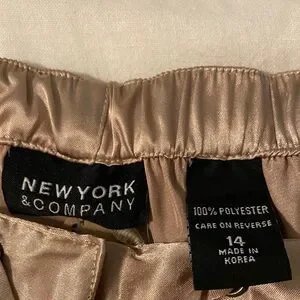 NEW YORK
& COMPANY
100% POLYESTER
CARE ON REVERSE
14
MADE IN
KOREA